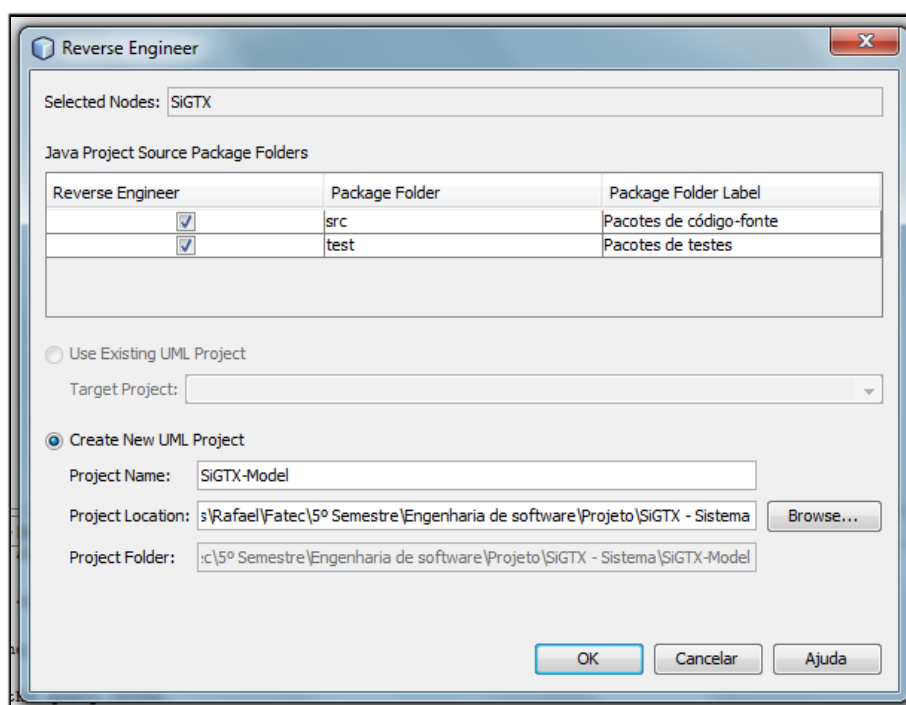 Reverse Engineer
Selected Nodes: SiGTX
Java Project Source Package Folders
Reverse Engineer Package Folder Package Folder Label
src Pacotes de código-fonte
test Pacotes de testes
Use Existing UML Project
Target Project:
Create New UML Project
Project Name: SiGTX-Model
Project Location: s\Rafael\Fatec\5º Semestre\Engenharia de software\Projeto\SiGTX - Sistema Browse...
Project Folder: :c\5º Semestre\Engenharia de software\Projeto\SiGTX - Sistema\SiGTX-Model
OK Cancelar Ajuda